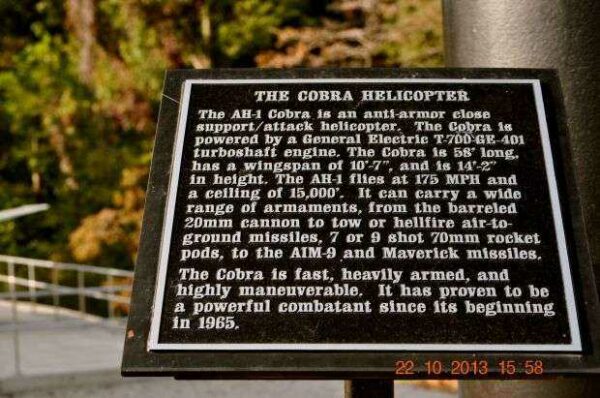 THE COBRA HELICOPTER
The AH-1 Cobra is an anti-armor close
support/attack helicopter. The Cobra is
powered by a General Electric T-700-GE-401
turboshaft engine. The Cobra is 58' long,
has a wingspan of 10'-7", and is 14'-2"
in height. The AH-1 flies at 175 MPH and
a ceiling of 15,000'. It can carry a wide
range of armaments, from the barreled
20mm cannon to tow or hellfire air-to-
ground missiles, 7 or 9 shot 70mm rocket
pods, to the AIM-9 and Maverick missiles.
The Cobra is fast, heavily armed, and
highly maneuverable. It has proven to be
a powerful combatant since its beginning
in 1965.
22 10 2013 15 58